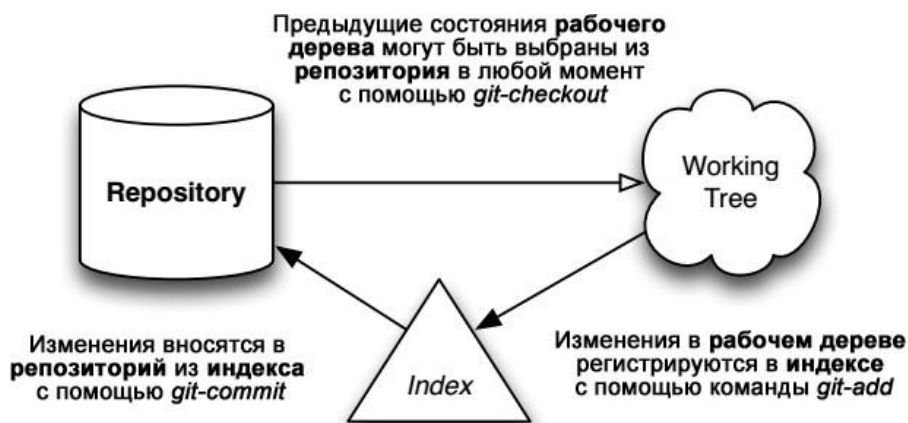 Предыдущие состояния рабочего
дерева могут быть выбраны из
репозитория в любой момент
с помощью git-checkout
Repository
Working
Tree
Изменения вносятся в
репозиторий из индекса
с помощью git-commit
Index
Изменения в рабочем дереве
регистрируются в индексе
с помощью команды git-add